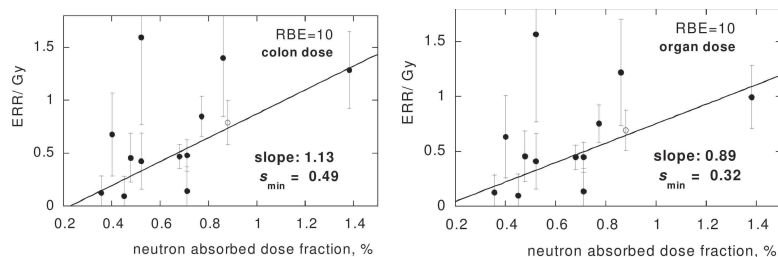 RBE=10
colon dose
ERR/ Gy
1.5
1
0.5
0
slope: 1.13
s min = 0.49
0.2 0.4 0.6 0.8 1 1.2 1.4
neutron absorbed dose fraction, %
RBE=10
organ dose
ERR/ Gy
1.5
1
0.5
0
slope: 0.89
s min = 0.32
0.2 0.4 0.6 0.8 1 1.2 1.4
neutron absorbed dose fraction, %